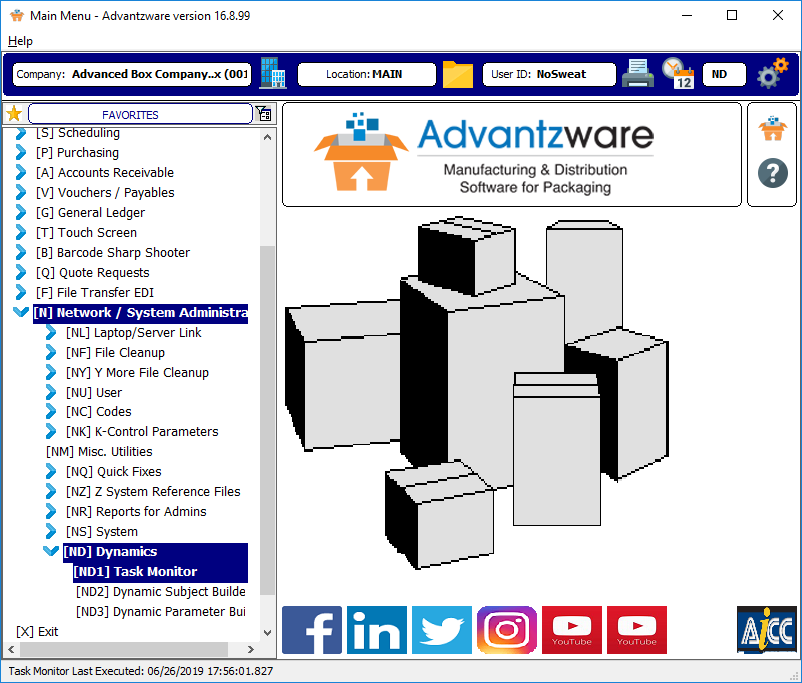 Main Menu - Advantzware version 16.8.99
Help
Company: Advanced Box Company..x (001
Location: MAIN
User ID: NoSweat
12
ND
FAVORITES
[S] Scheduling
[P] Purchasing
[A] Accounts Receivable
[V] Vouchers / Payables
[G] General Ledger
[T] Touch Screen
[B] Barcode Sharp Shooter
[Q] Quote Requests
[F] File Transfer EDI
[N] Network / System Administra
[NL] Laptop/Server Link
[NF] File Cleanup
[NY] Y More File Cleanup
[NU] User
[NC] Codes
[NK] K-Control Parameters
[NM] Misc. Utilities
[NQ] Quick Fixes
[NZ] Z System Reference Files
[NR] Reports for Admins
[NS] System
[ND] Dynamics
[ND1] Task Monitor
[ND2] Dynamic Subject Builde
[ND3] Dynamic Parameter Bui
[X] Exit
Advantzware
Manufacturing & Distribution
Software for Packaging
?
f
in
YouTube
YouTube
AICC
Task Monitor Last Executed: 06/26/2019 17:56:01.827